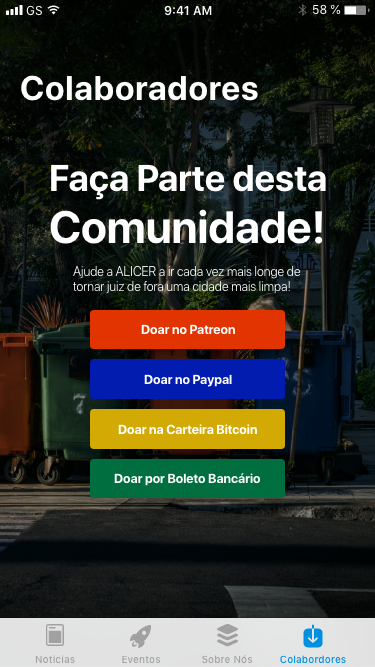 GS 9:41 AM 58 %
Colaboradores
Faça Parte desta
Comunidade!
Ajude a ALICER a ir cada vez mais longe de
tornar juiz de fora uma cidade mais limpa!
Doar no Patreon
Doar no Paypal
Doar na Carteira Bitcoin
Doar por Boleto Bancário
Notícias Eventos Sobre Nós Colabordores